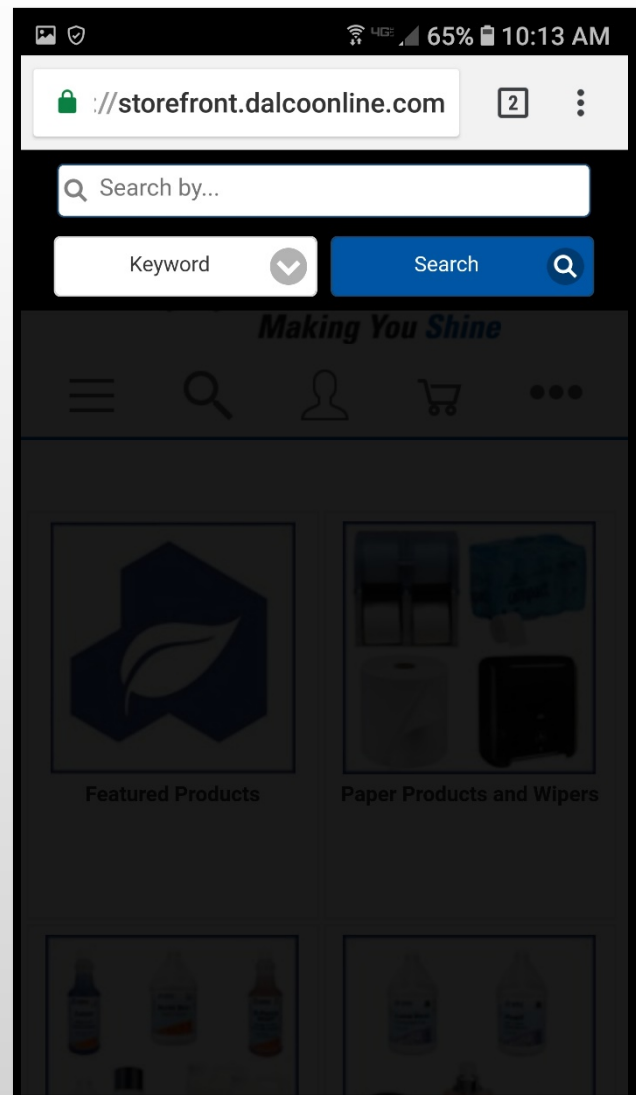 4GE 65% 10:13 AM
://storefront.dalcoonline.com 2
Search by...
Keyword Search
Making You Shine
Featured Products Paper Products and Wipers